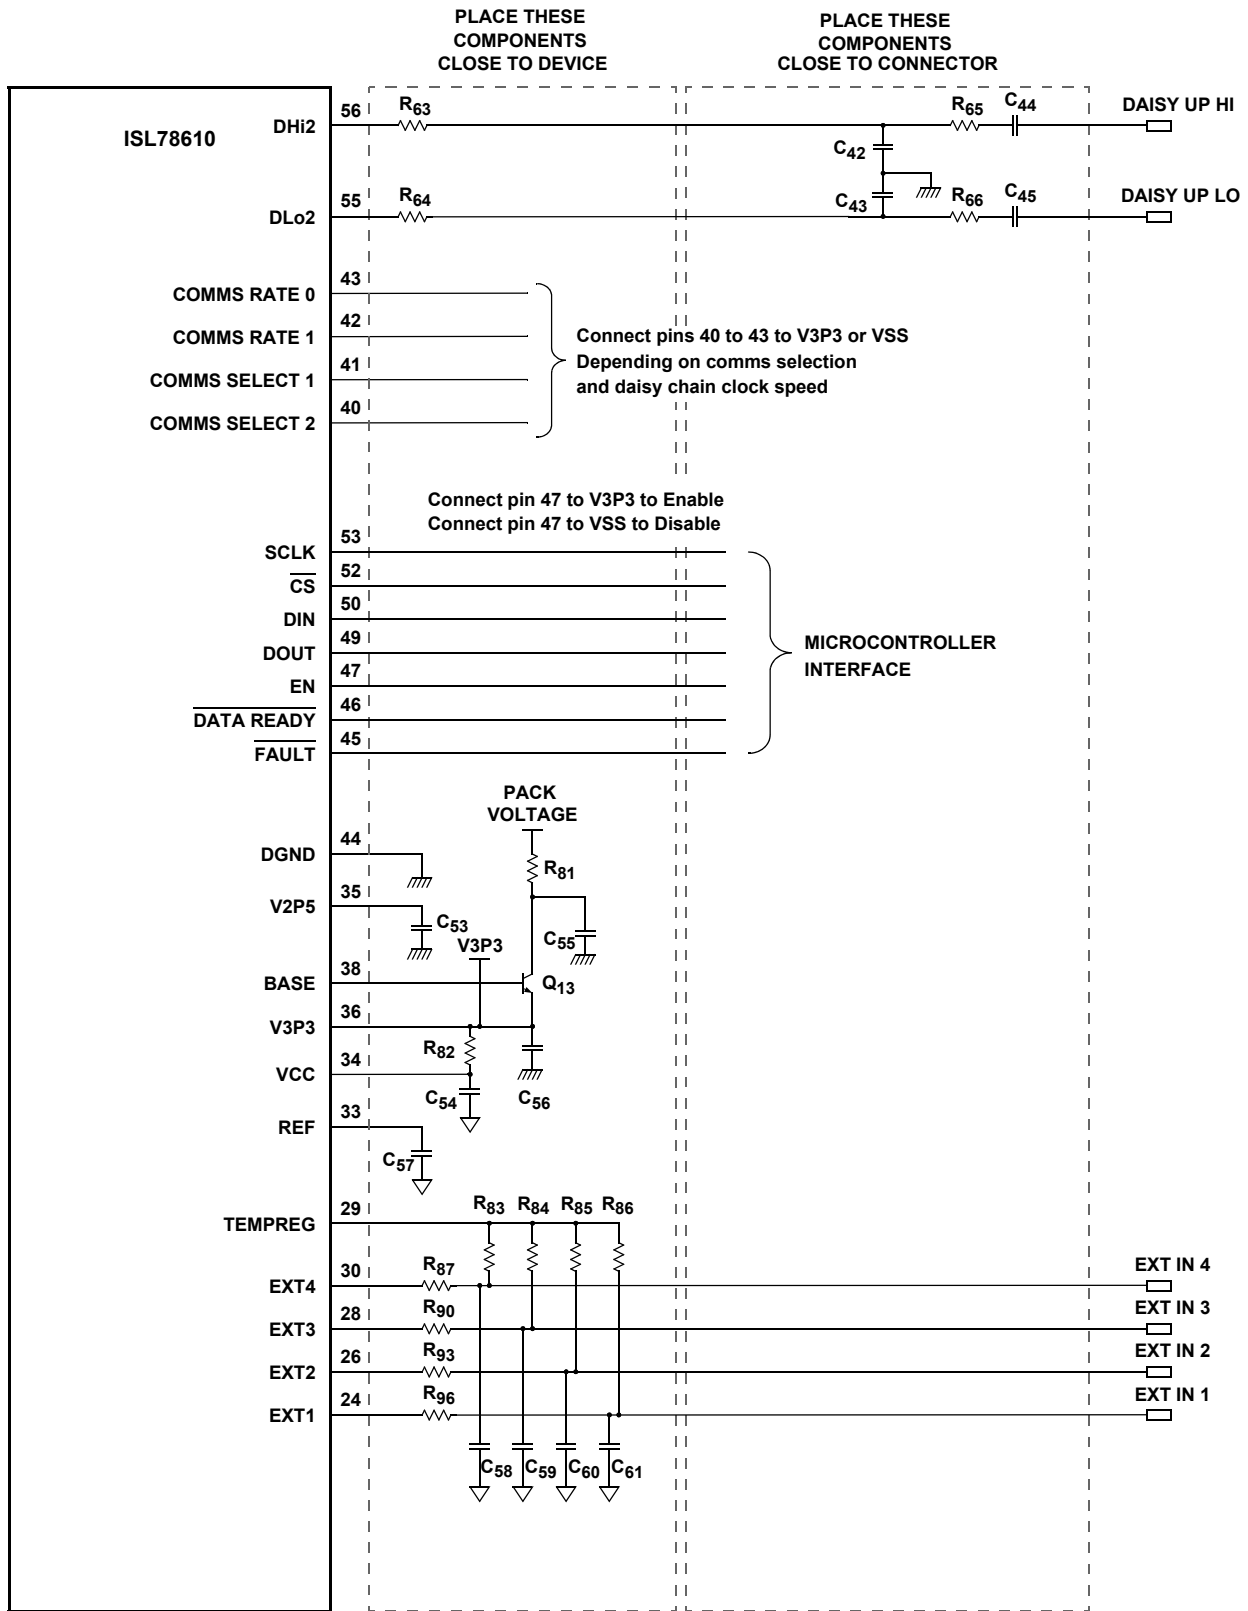 PLACE THESE
COMPONENTS
CLOSE TO DEVICE
PLACE THESE
COMPONENTS
CLOSE TO CONNECTOR
ISL78610
DHi2
56
R63
R65
C44
DAISY UP HI
C42
DLo2
55
R64
C43
R66
C45
DAISY UP LO
COMMS RATE 0
43
COMMS RATE 1
42
COMMS SELECT 1
41
COMMS SELECT 2
40
Connect pins 40 to 43 to V3P3 or VSS
Depending on comms selection
and daisy chain clock speed
Connect pin 47 to V3P3 to Enable
Connect pin 47 to VSS to Disable
SCLK
53
CS
52
DIN
50
DOUT
49
EN
47
DATA READY
46
FAULT
45
MICROCONTROLLER
INTERFACE
PACK
VOLTAGE
DGND
44
R81
V2P5
35
C53
C55
V3P3
BASE
38
Q13
V3P3
36
R82
VCC
34
C54
C56
REF
33
C57
TEMPREG
29
R83
R84
R85
R86
EXT4
30
R87
EXT IN 4
EXT3
28
R90
EXT IN 3
EXT2
26
R93
EXT IN 2
EXT1
24
R96
EXT IN 1
C58
C59
C60
C61